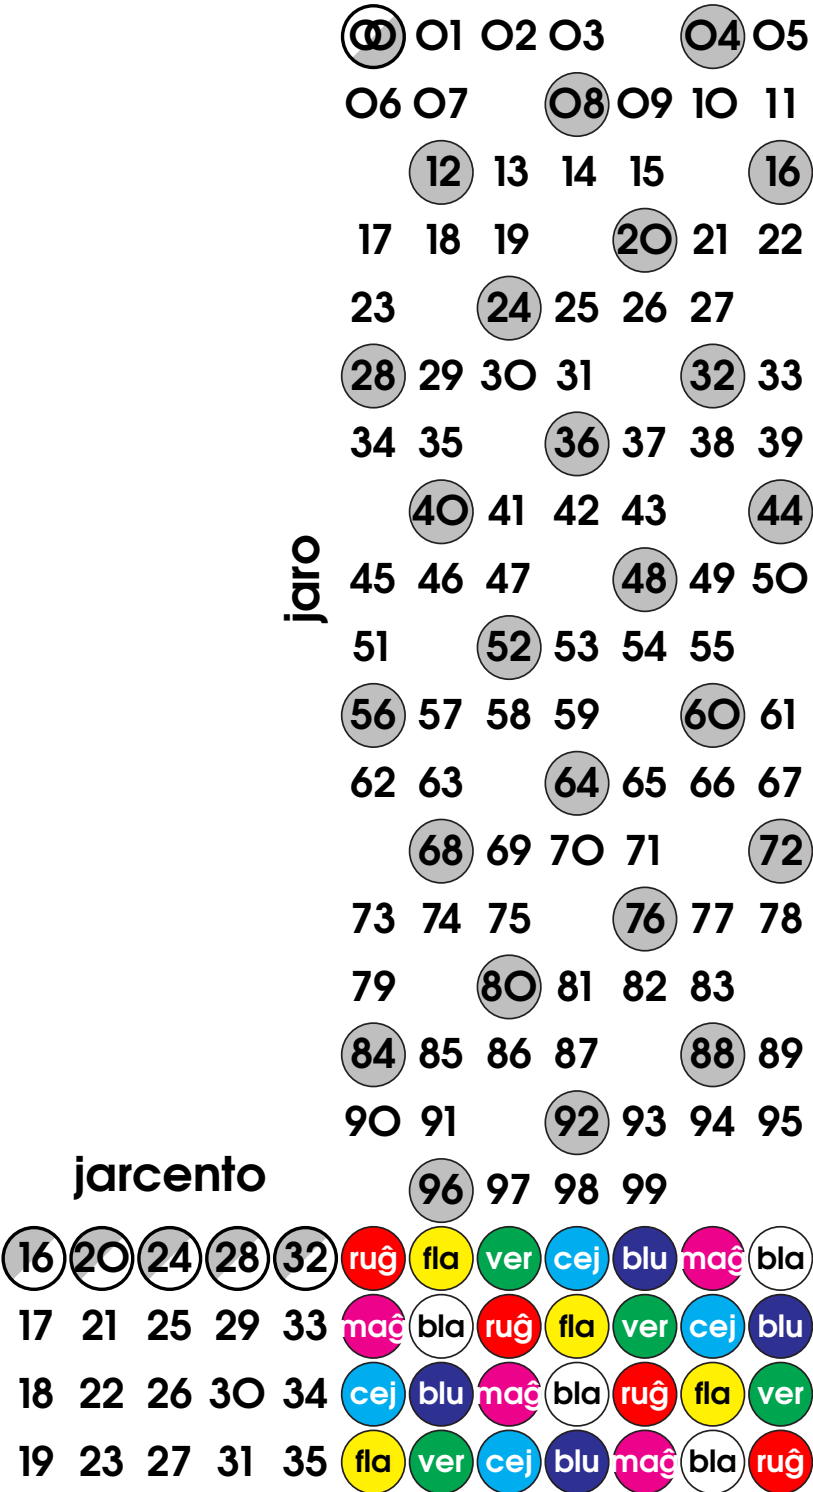 00 01 02 03 04 05
06 07 08 09 10 11
12 13 14 15 16
17 18 19 20 21 22
23 24 25 26 27
28 29 30 31 32 33
34 35 36 37 38 39
40 41 42 43 44
jaro
45 46 47 48 49 50
51 52 53 54 55
56 57 58 59 60 61
62 63 64 65 66 67
68 69 70 71 72
73 74 75 76 77 78
79 80 81 82 83
84 85 86 87 88 89
90 91 92 93 94 95
jarcento
96 97 98 99
16 20 24 28 32 ruĝ fla ver cej blu maĝ bla
17 21 25 29 33 maĝ bla ruĝ fla ver cej blu
18 22 26 30 34 cej blu maĝ bla ruĝ fla ver
19 23 27 31 35 fla ver cej blu maĝ bla ruĝ